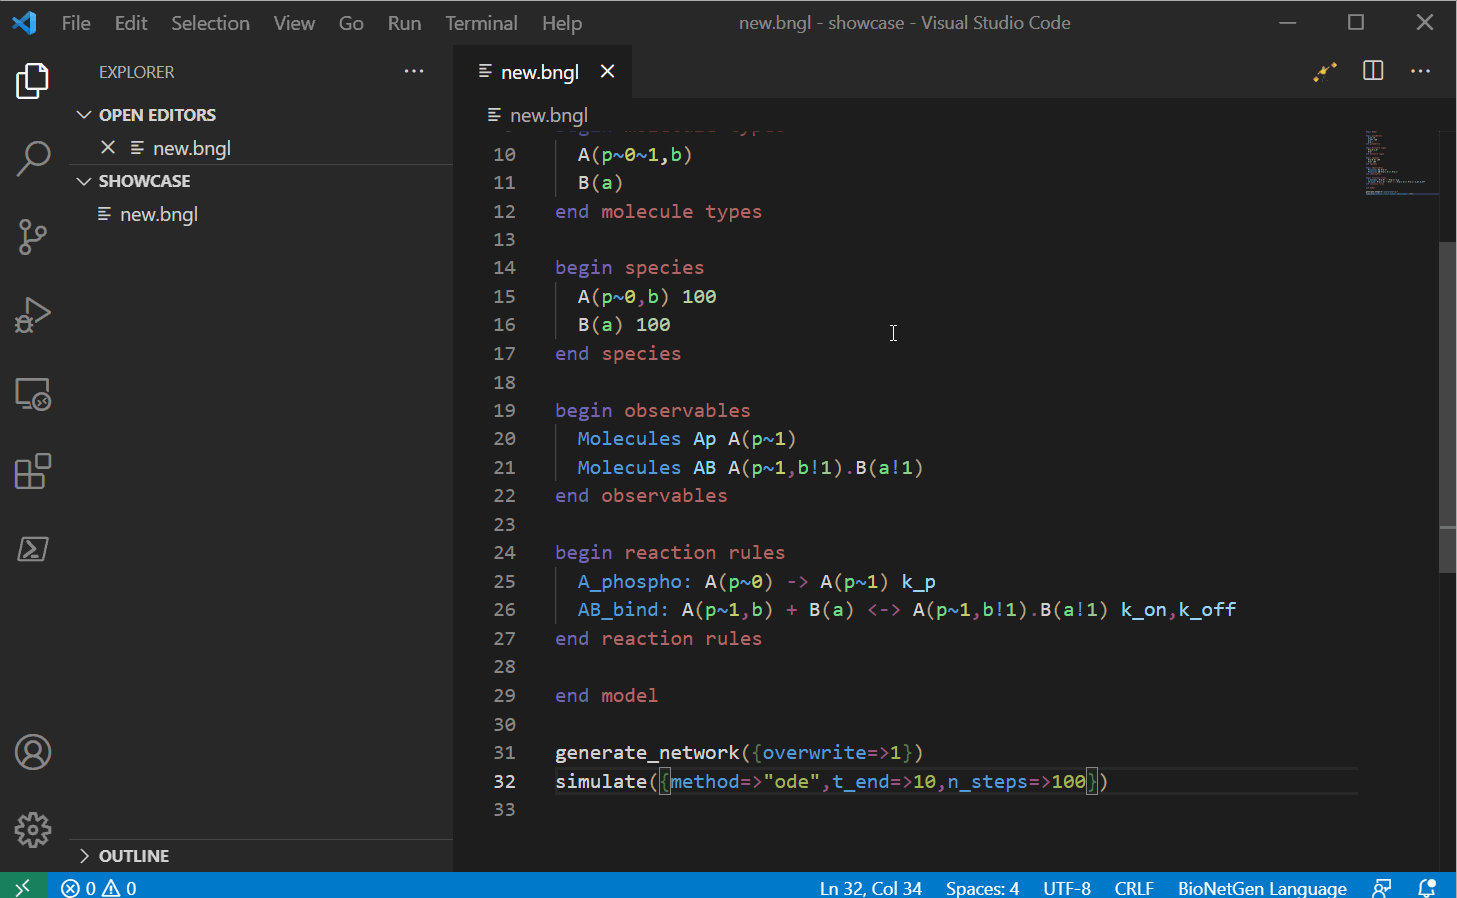 File Edit Selection View Go Run Terminal Help
new.bngl - showcase - Visual Studio Code
EXPLORER
OPEN EDITORS
new.bngl
SHOWCASE
new.bngl
OUTLINE
new.bngl
new.bngl
begin molecule types
10 A(p~0~1,b)
11 B(a)
12 end molecule types
13
14 begin species
15 A(p~0,b) 100
16 B(a) 100
17 end species
18
19 begin observables
20 Molecules Ap A(p~1)
21 Molecules AB A(p~1,b!1).B(a!1)
22 end observables
23
24 begin reaction rules
25 A_phospho: A(p~0) -> A(p~1) k_p
26 AB_bind: A(p~1,b) + B(a) <-> A(p~1,b!1).B(a!1) k_on,k_off
27 end reaction rules
28
29 end model
30
31 generate_network({overwrite=>1})
32 simulate({method=>"ode",t_end=>10,n_steps=>100})
33
0 0 Ln 32, Col 34 Spaces: 4 UTF-8 CRLF BioNetGen Language